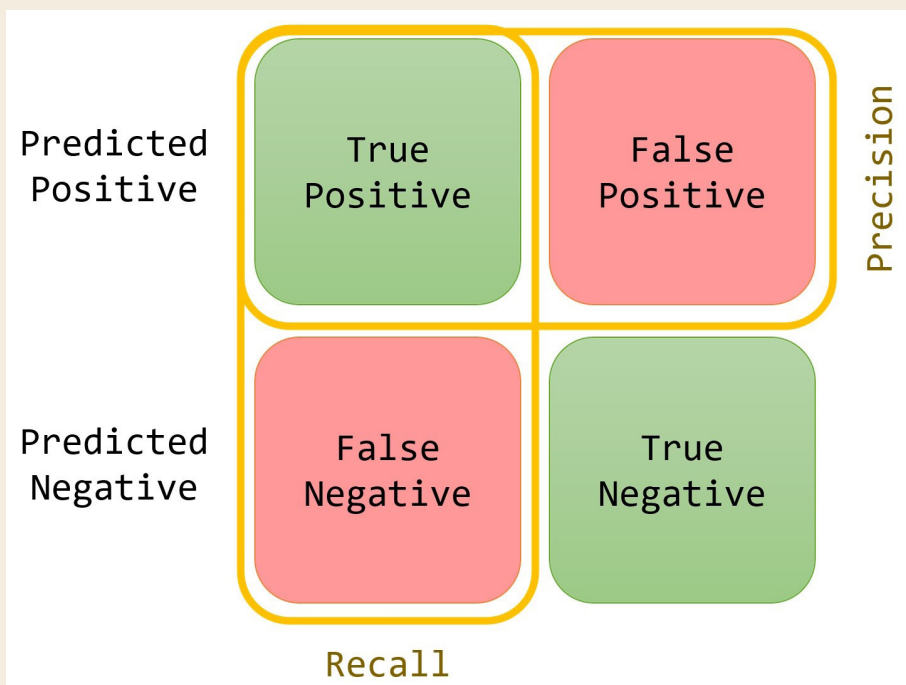 Predicted
Positive
True
Positive
False
Positive
Precision
Predicted
Negative
False
Negative
True
Negative
Recall